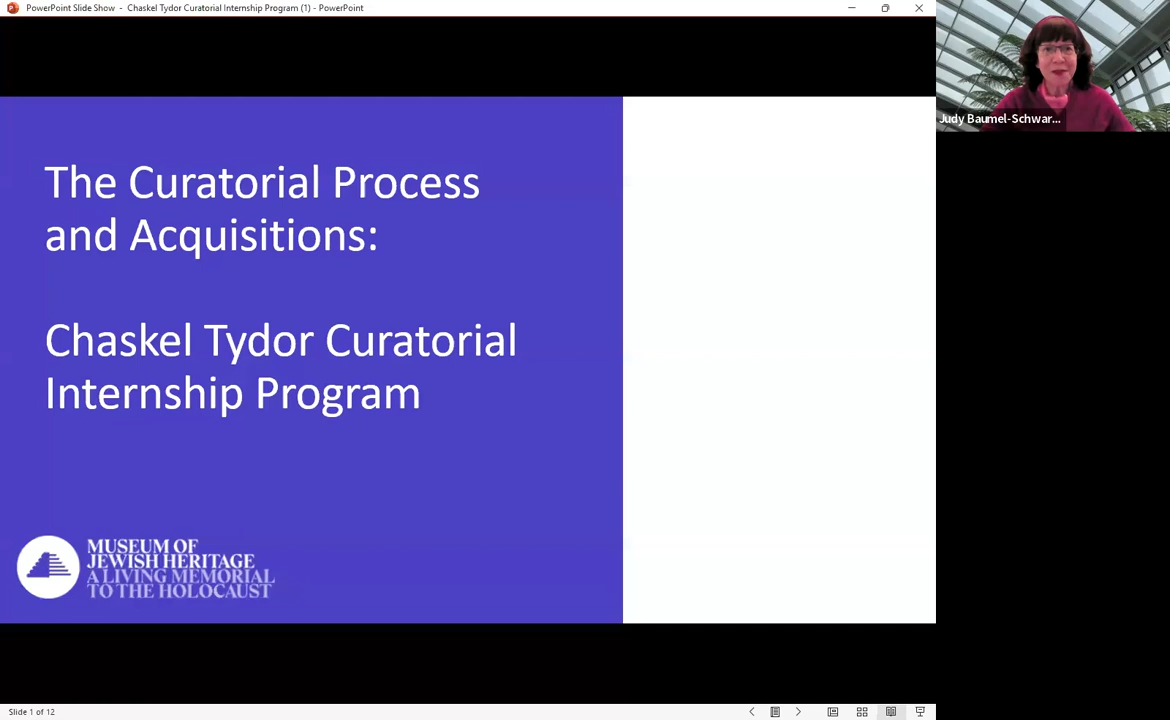 PowerPoint Slide Show - Chaskel Tydor Curatorial Internship Program (1) - PowerPoint
Judy Baumel-Schwar...
The Curatorial Process
and Acquisitions:
Chaskel Tydor Curatorial
Internship Program
MUSEUM OF
JEWISH HERITAGE
A LIVING MEMORIAL
TO THE HOLOCAUST
Slide 1 of 12